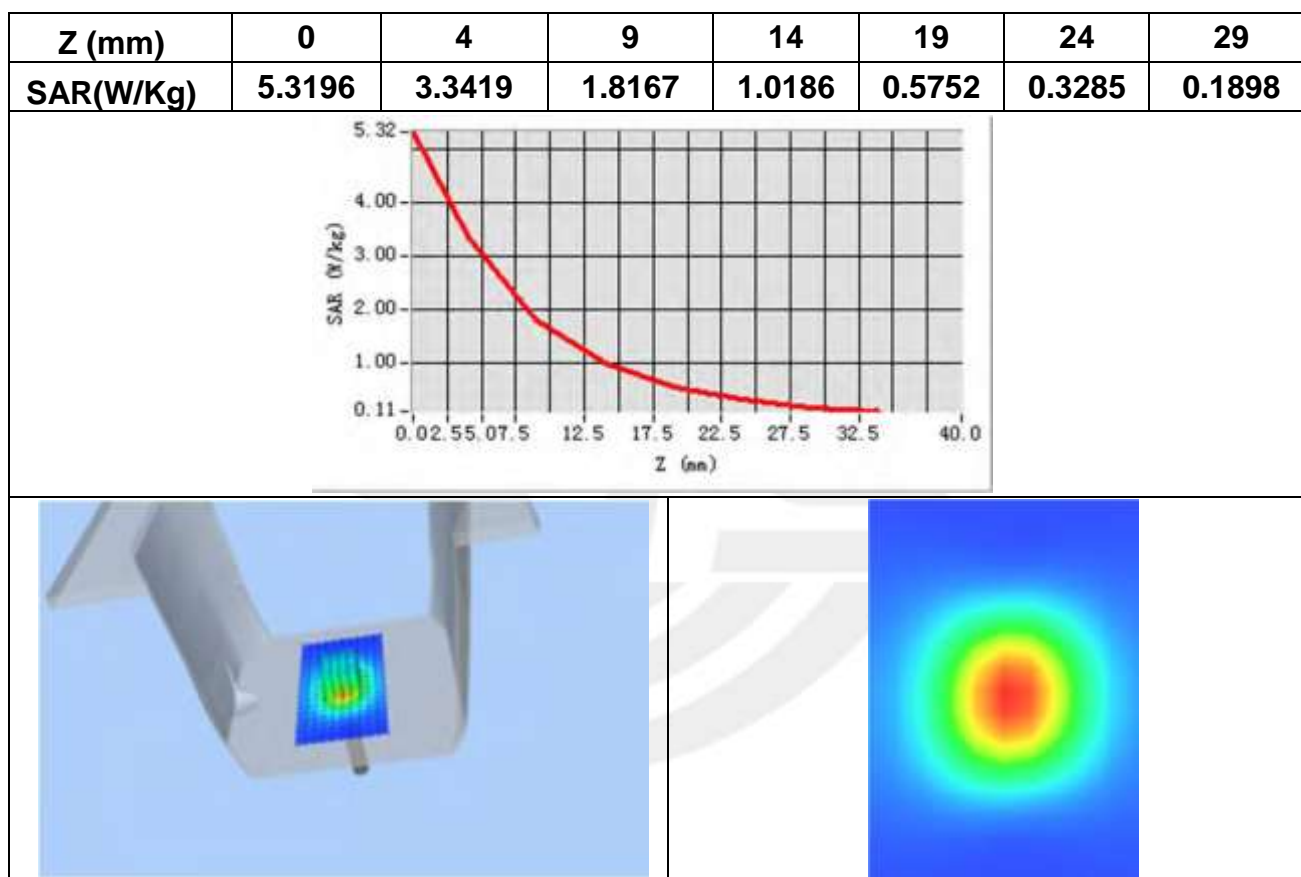 Z (mm) 0 4 9 14 19 24 29
SAR(W/Kg) 5.3196 3.3419 1.8167 1.0186 0.5752 0.3285 0.1898
5.32
4.00
3.00
2.00
1.00
0.11
SAR (W/kg)
0.0 2.5 5.0 7.5 12.5 17.5 22.5 27.5 32.5 40.0
Z (mm)